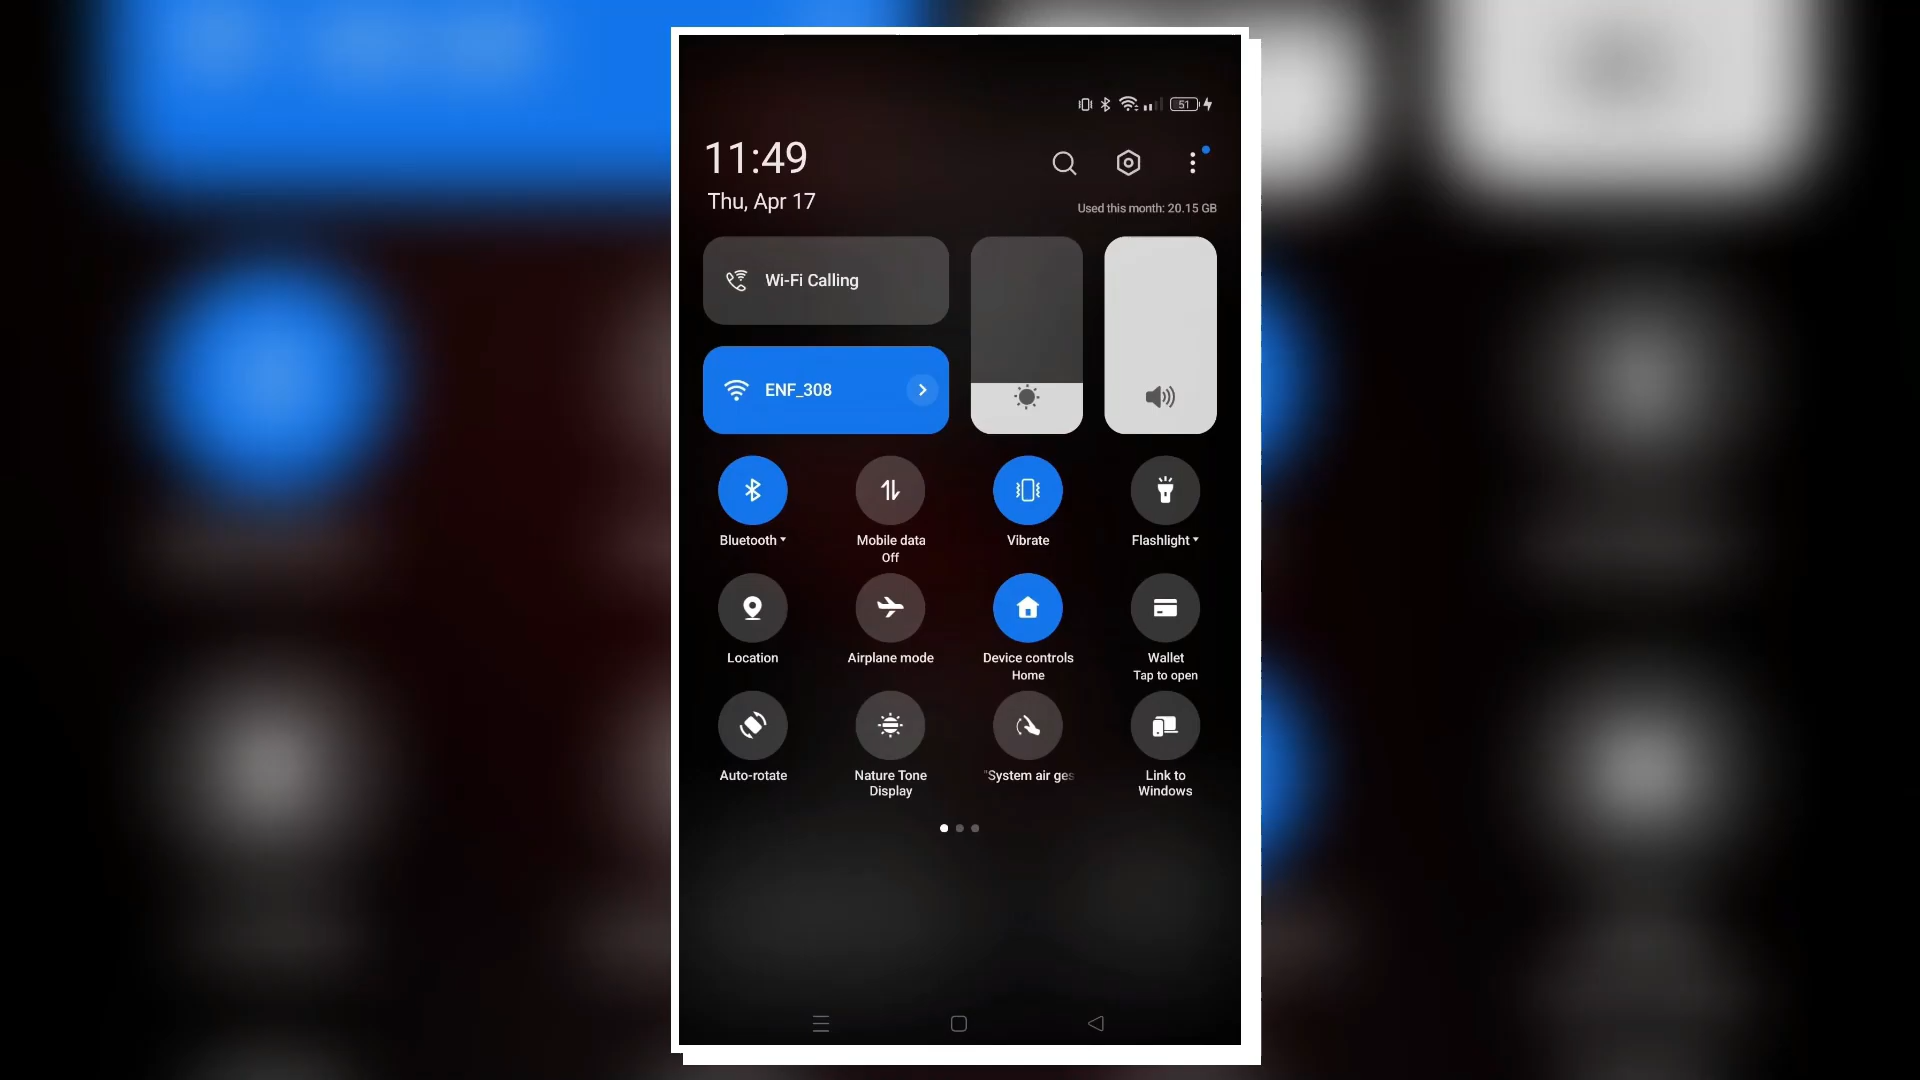 51
11:49
Thu, Apr 17
Used this month: 20.15 GB
Wi-Fi Calling
ENF_308
Bluetooth
Mobile data
Off
Vibrate
Flashlight
Location
Airplane mode
Device controls
Home
Wallet
Tap to open
Auto-rotate
Nature Tone
Display
"System air ges
Link to
Windows